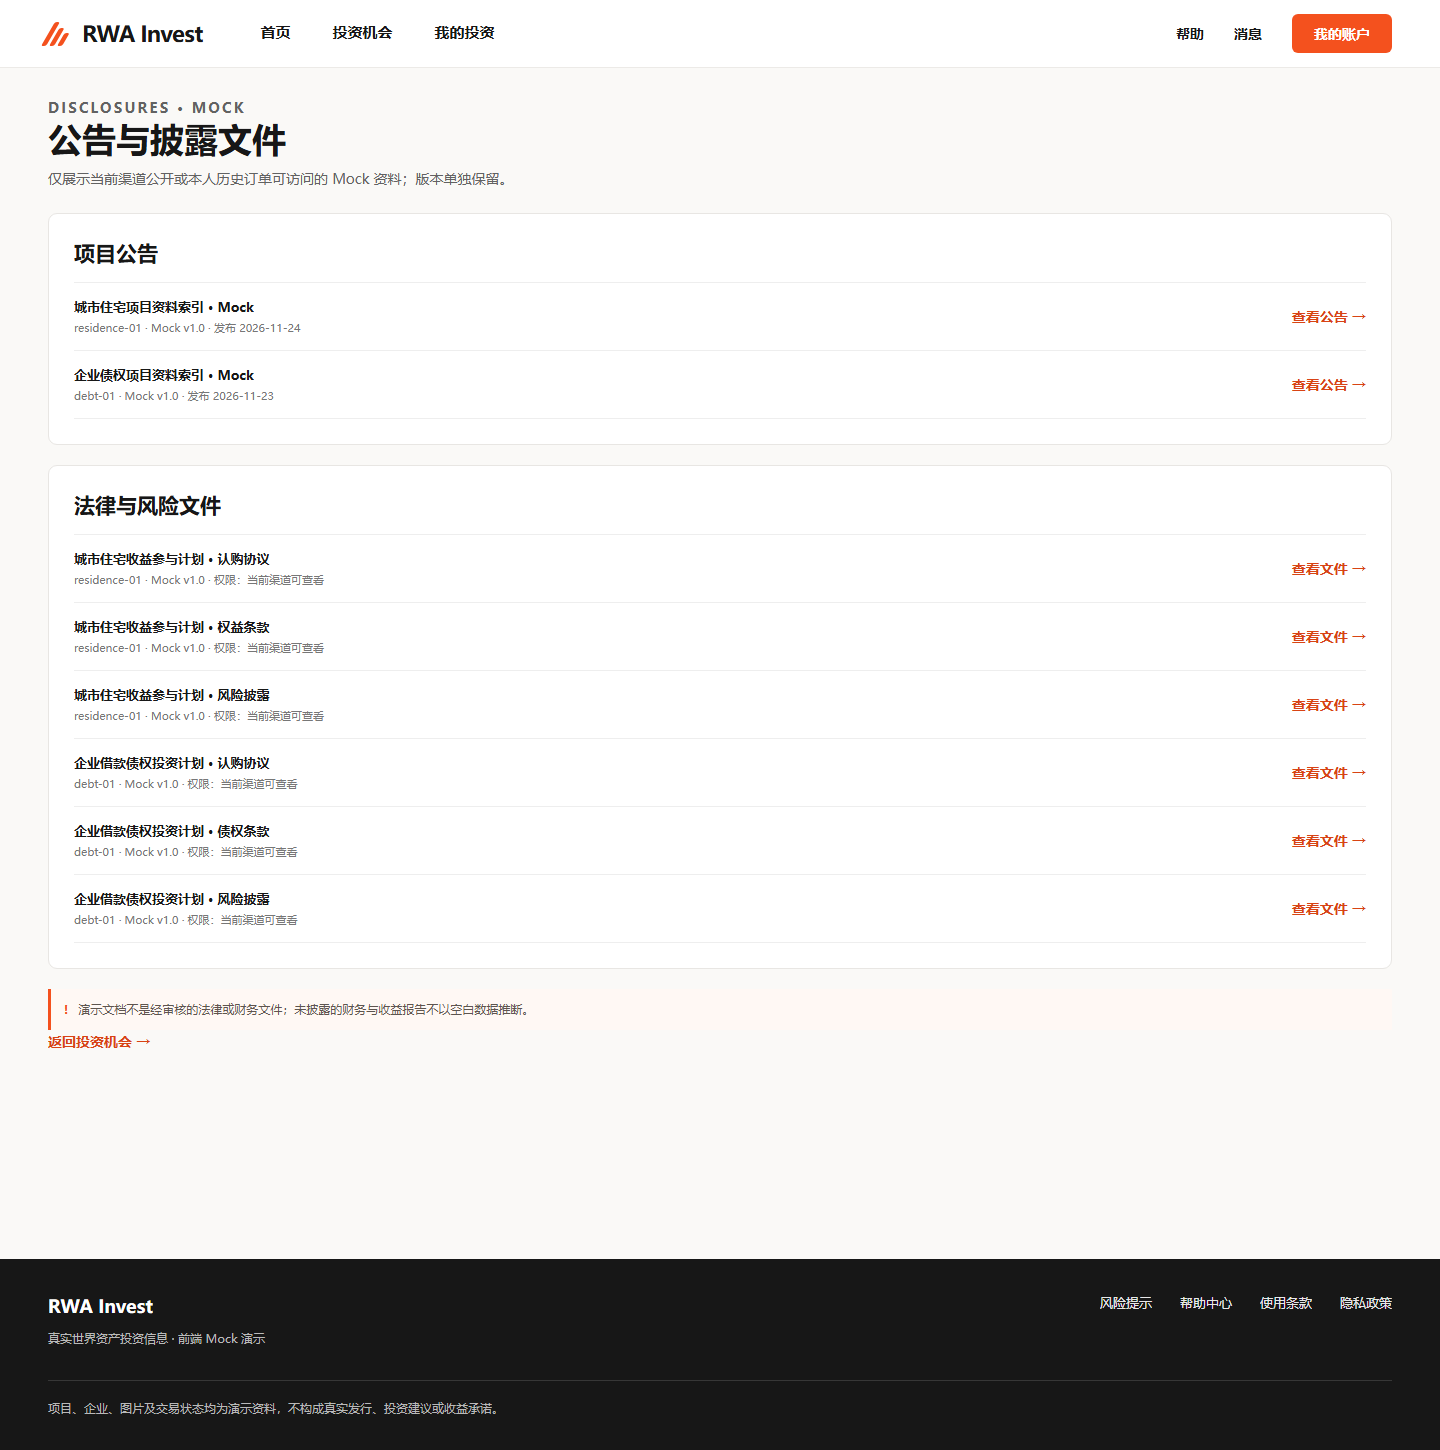 RWA Invest
首页
投资机会
我的投资
帮助
消息
我的账户
DISCLOSURES • MOCK
公告与披露文件
仅展示当前渠道公开或本人历史订单可访问的 Mock 资料；版本单独保留。
项目公告
城市住宅项目资料索引 • Mock
residence-01 · Mock v1.0 · 发布 2026-11-24
查看公告 →
企业债权项目资料索引 • Mock
debt-01 · Mock v1.0 · 发布 2026-11-23
查看公告 →
法律与风险文件
城市住宅收益参与计划 • 认购协议
residence-01 · Mock v1.0 · 权限：当前渠道可查看
查看文件 →
城市住宅收益参与计划 • 权益条款
residence-01 · Mock v1.0 · 权限：当前渠道可查看
查看文件 →
城市住宅收益参与计划 • 风险披露
residence-01 · Mock v1.0 · 权限：当前渠道可查看
查看文件 →
企业借款债权投资计划 • 认购协议
debt-01 · Mock v1.0 · 权限：当前渠道可查看
查看文件 →
企业借款债权投资计划 • 债权条款
debt-01 · Mock v1.0 · 权限：当前渠道可查看
查看文件 →
企业借款债权投资计划 • 风险披露
debt-01 · Mock v1.0 · 权限：当前渠道可查看
查看文件 →
! 演示文档不是经审核的法律或财务文件；未披露的财务与收益报告不以空白数据推断。
返回投资机会 →
RWA Invest
真实世界资产投资信息 · 前端 Mock 演示
风险提示
帮助中心
使用条款
隐私政策
项目、企业、图片及交易状态均为演示资料，不构成真实发行、投资建议或收益承诺。